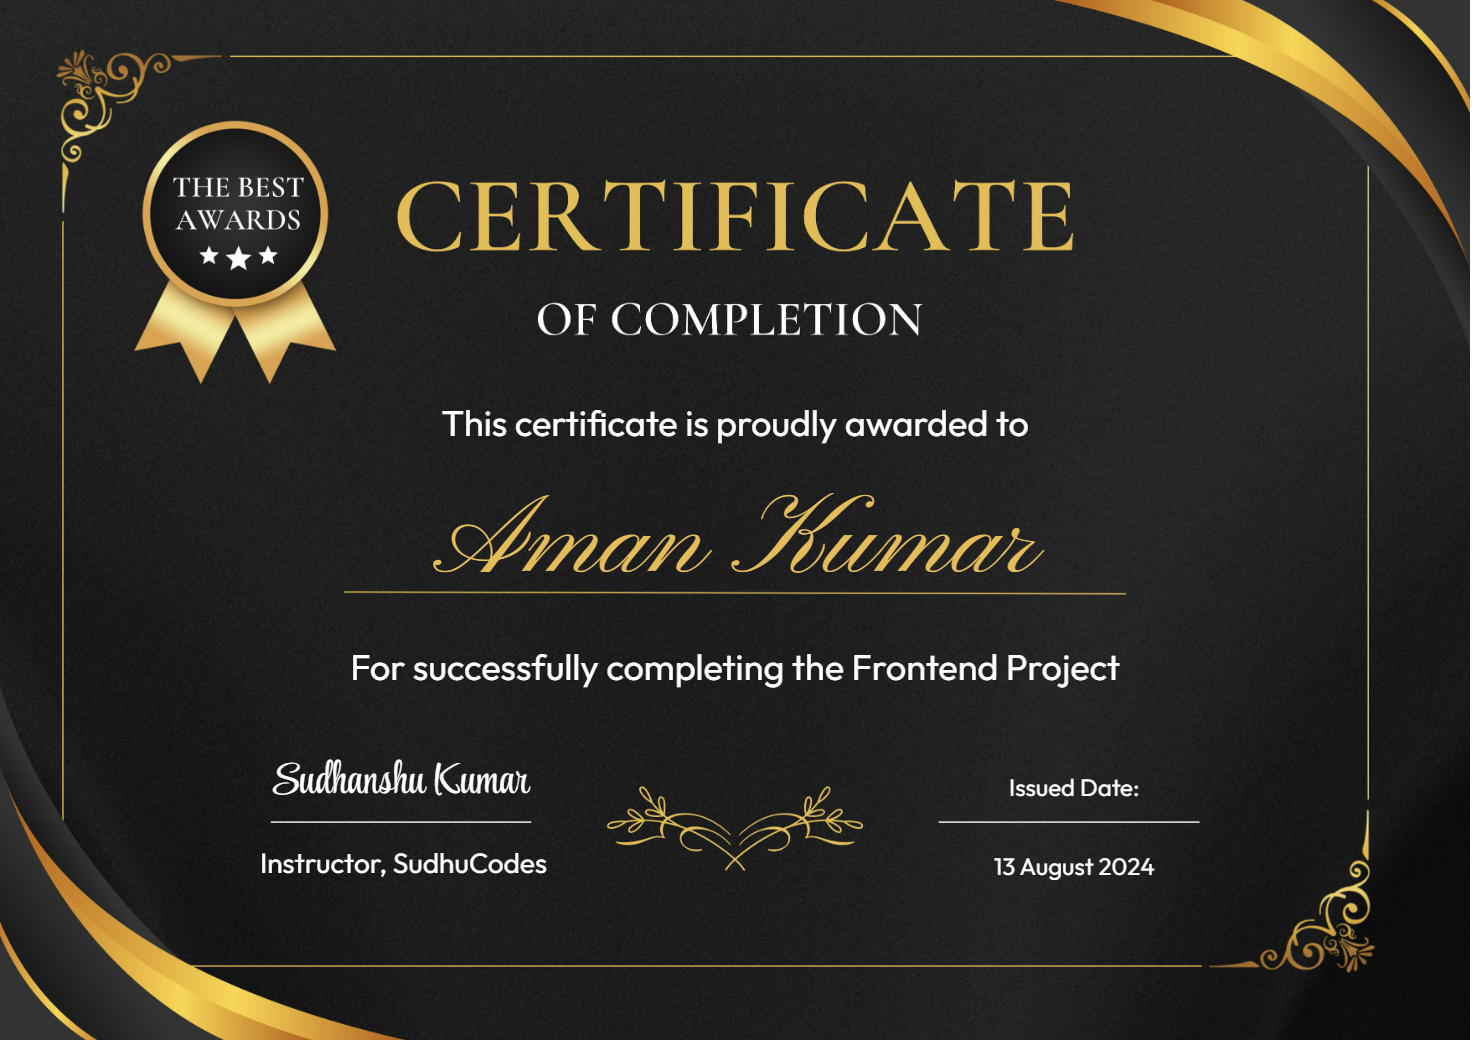 THE BEST
AWARDS
CERTIFICATE
OF COMPLETION
This certificate is proudly awarded to
Aman Kumar
For successfully completing the Frontend Project
Sudhanshu Kumar
Instructor, SudhuCodes
Issued Date:
13 August 2024